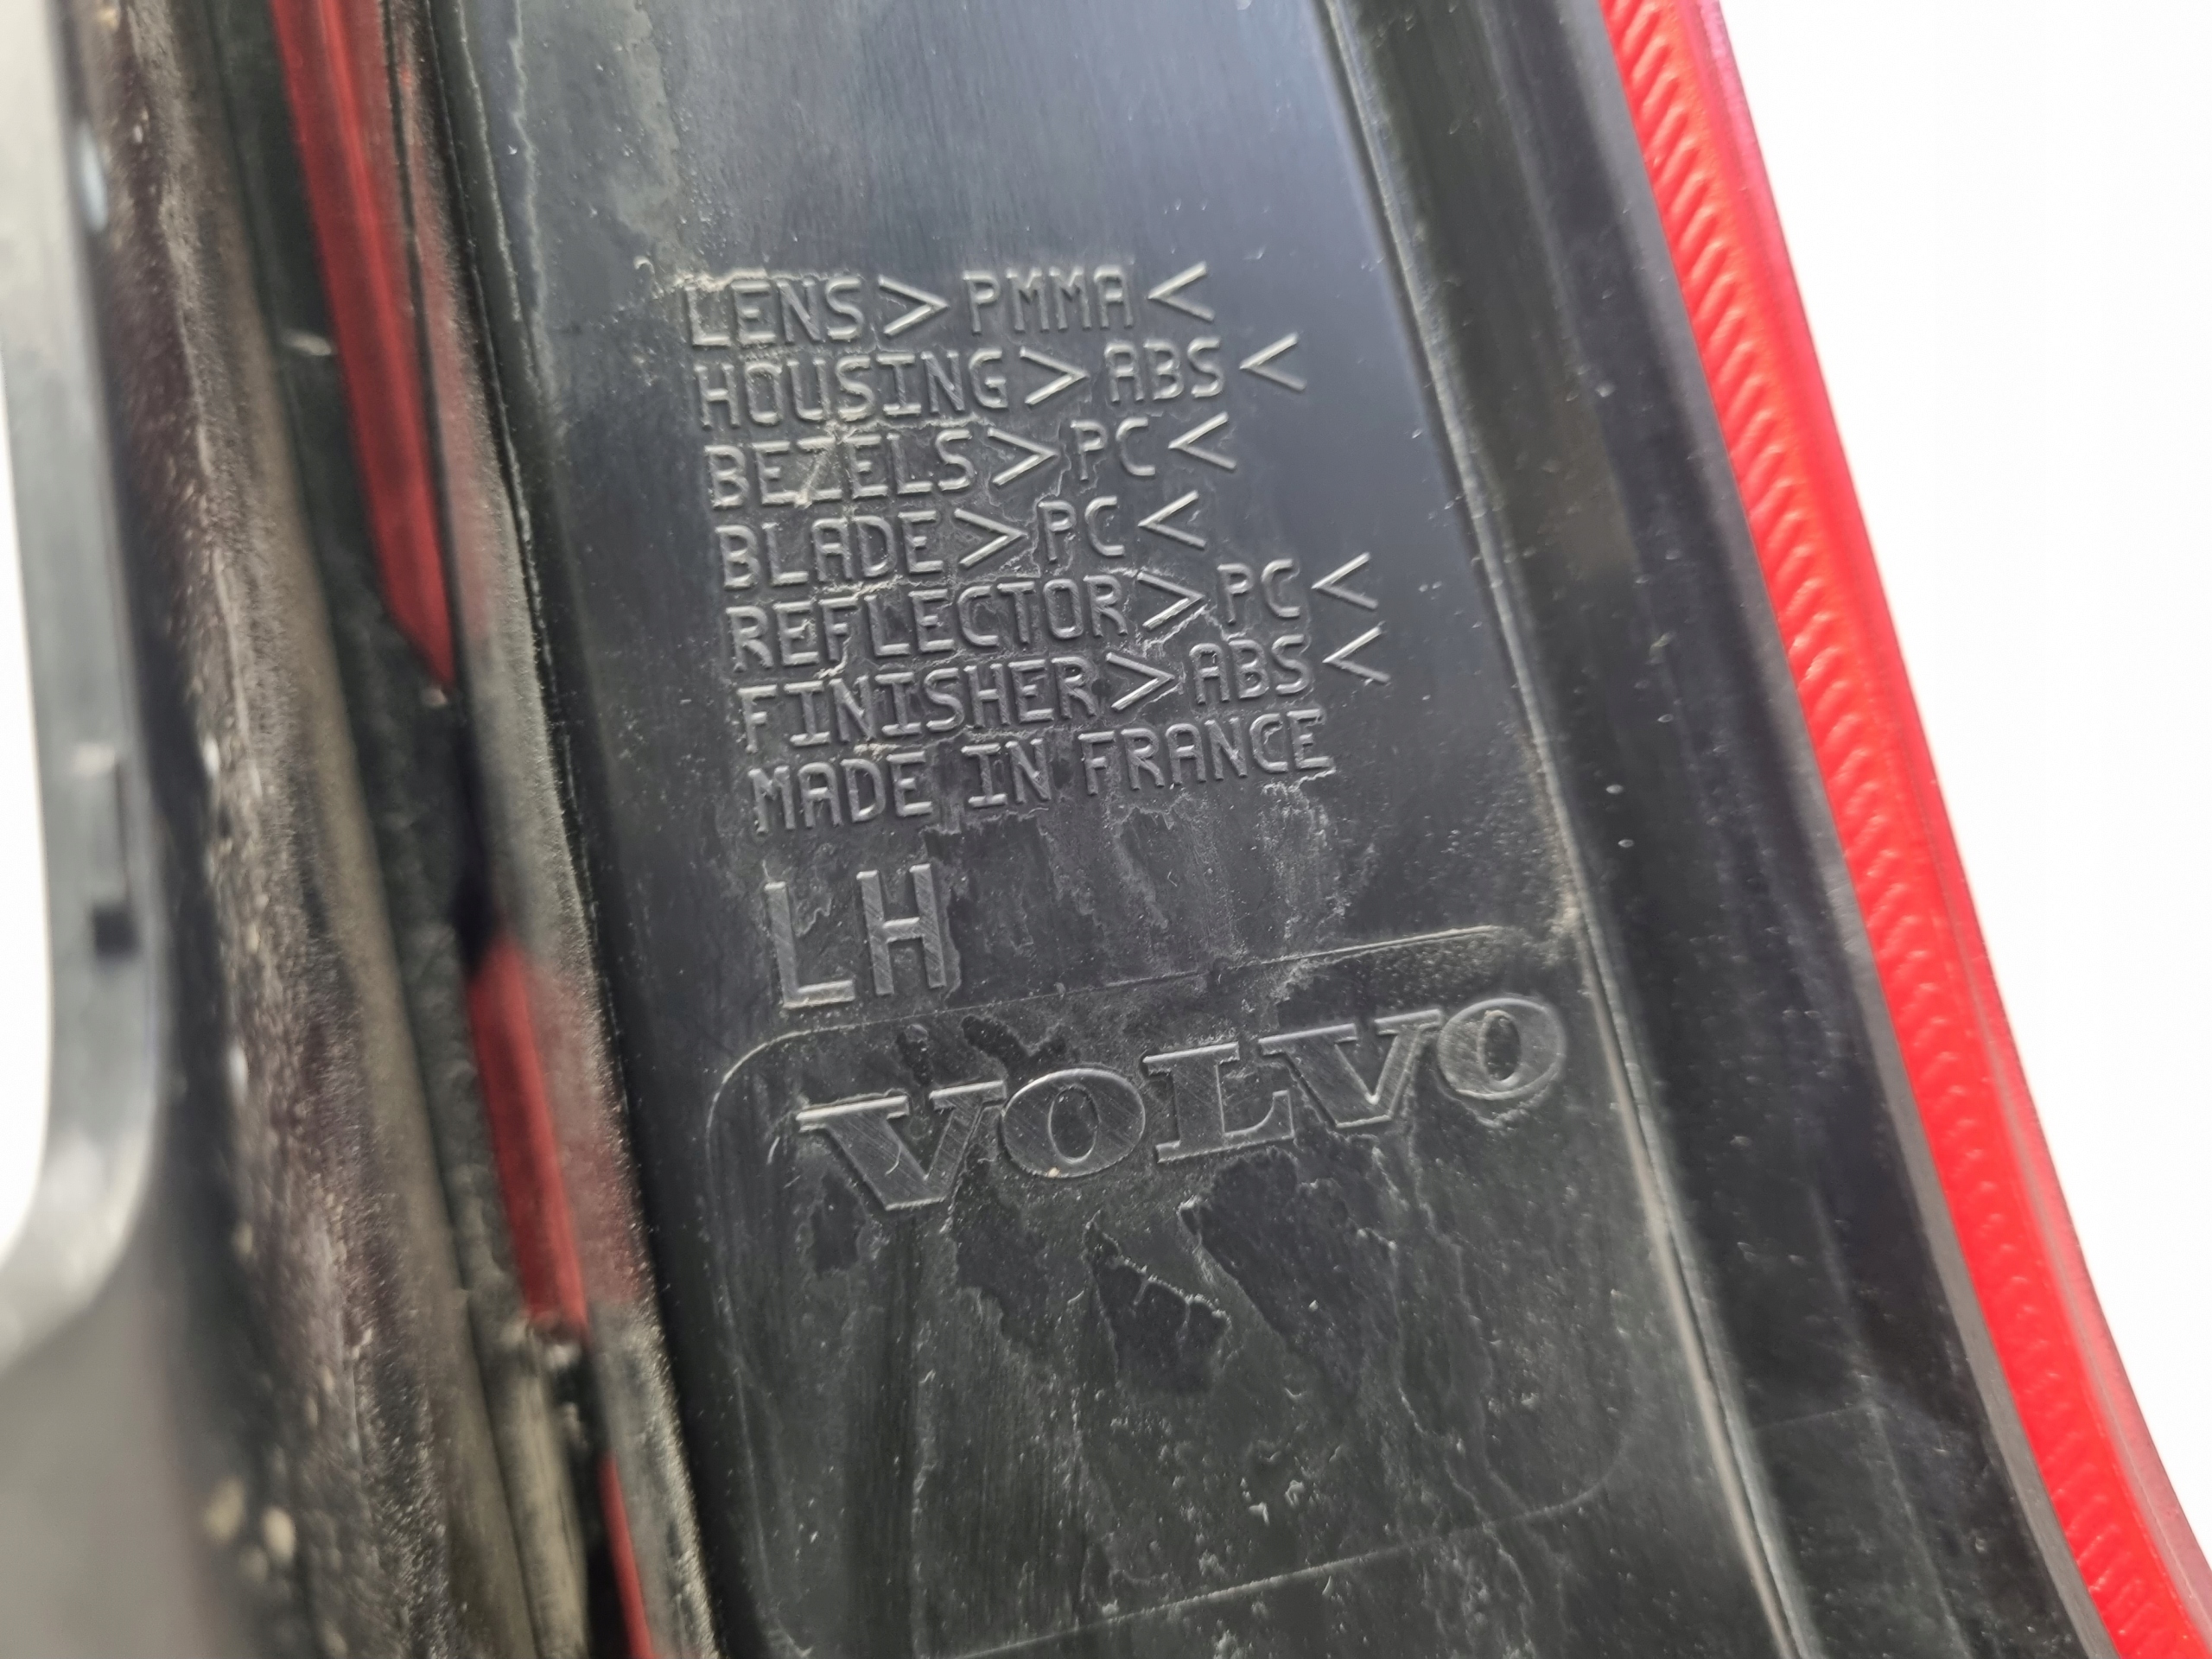 LENS>PMMA<
HOUSING>ABS<
BEZELS>PC<
BLADE>PC<
REFLECTOR>PC<
FINISHER>ABS<
MADE IN FRANCE
LH
VOLVO